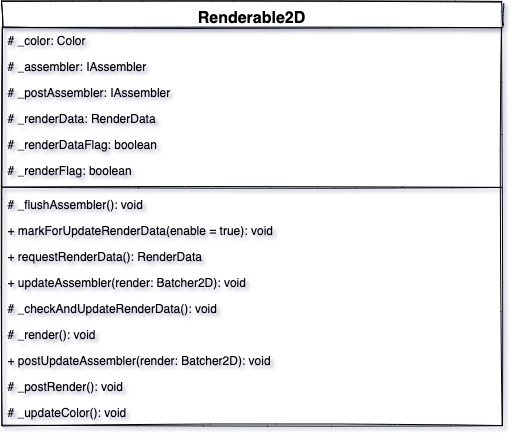 Renderable2D
# _color: Color
# _assembler: IAssembler
# _postAssembler: IAssembler
# _renderData: RenderData
# _renderDataFlag: boolean
# _renderFlag: boolean
# _flushAssembler(): void
+ markForUpdateRenderData(enable = true): void
+ requestRenderData(): RenderData
+ updateAssembler(render: Batcher2D): void
# _checkAndUpdateRenderData(): void
# _render(): void
+ postUpdateAssembler(render: Batcher2D): void
# _postRender(): void
# _updateColor(): void